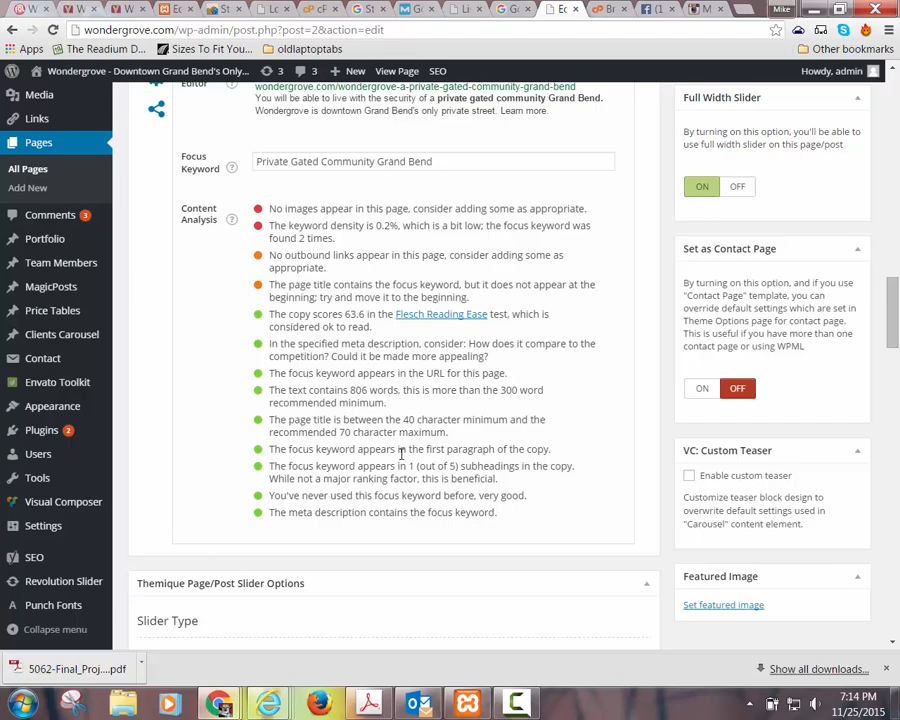 Mike
wondergrove.com/wp-admin/post.php?post=2&action=edit
Apps
The Readium D...
Sizes To Fit You...
oldlaptoptabs
Other bookmarks
Wondergrove - Downtown Grand Bend's Only...
3
3
+ New
View Page
SEO
Howdy, admin
Media
Links
Pages
All Pages
Add New
Comments 3
Portfolio
Team Members
MagicPosts
Price Tables
Clients Carousel
Contact
Envato Toolkit
Appearance
Plugins 2
Users
Tools
Visual Composer
Settings
SEO
Revolution Slider
Punch Fonts
Collapse menu
Editor ?
wondergrove.com/wondergrove-a-private-gated-community-grand-bend
You will be able to live with the security of a private gated community Grand Bend.
Wondergrove is downtown Grand Bend's only private street. Learn more.
Focus
Keyword ?
Private Gated Community Grand Bend
Content
Analysis ?
No images appear in this page, consider adding some as appropriate.
The keyword density is 0.2%, which is a bit low; the focus keyword was
found 2 times.
No outbound links appear in this page, consider adding some as
appropriate.
The page title contains the focus keyword, but it does not appear at the
beginning; try and move it to the beginning.
The copy scores 63.6 in the Flesch Reading Ease test, which is
considered ok to read.
In the specified meta description, consider: How does it compare to the
competition? Could it be made more appealing?
The focus keyword appears in the URL for this page.
The text contains 806 words, this is more than the 300 word
recommended minimum.
The page title is between the 40 character minimum and the
recommended 70 character maximum.
The focus keyword appears in the first paragraph of the copy.
The focus keyword appears in 1 (out of 5) subheadings in the copy.
While not a major ranking factor, this is beneficial.
You've never used this focus keyword before, very good.
The meta description contains the focus keyword.
Themique Page/Post Slider Options
Slider Type
Full Width Slider
By turning on this option, you'll be able to
use full width slider on this page/post
ON OFF
Set as Contact Page
By turning on this option, and if you use
"Contact Page" template, you can
override default settings which are set in
Theme Options page for contact page.
This is useful if you have more than one
contact page or using WPML
ON OFF
VC: Custom Teaser
Enable custom teaser
Customize teaser block design to
overwrite default settings used in
"Carousel" content element.
Featured Image
Set featured image
5062-Final_Proj....pdf
Show all downloads...
7:14 PM
11/25/2015